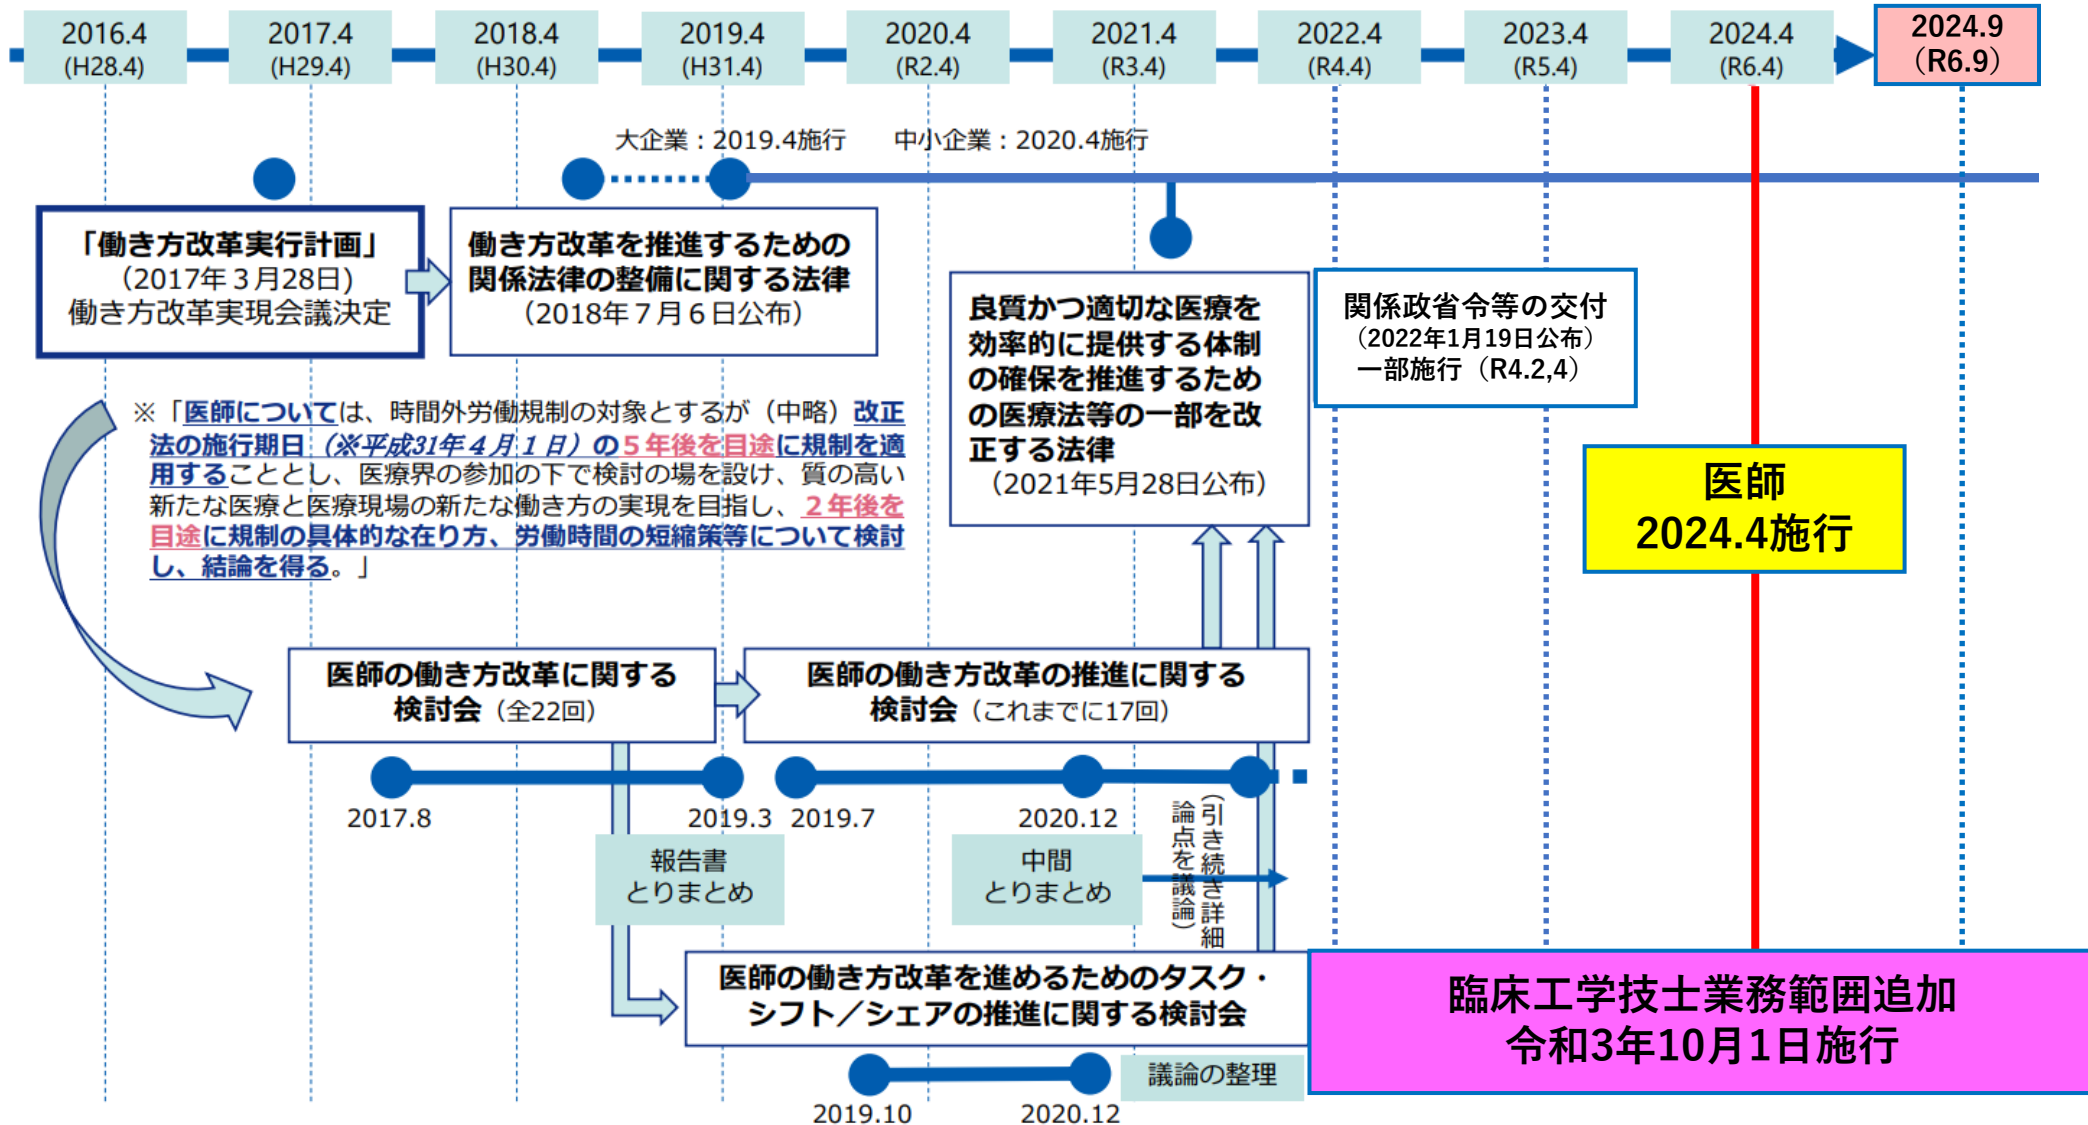 2016.4
(H28.4)
2017.4
(H29.4)
2018.4
(H30.4)
2019.4
(H31.4)
2020.4
(R2.4)
2021.4
(R3.4)
2022.4
(R4.4)
2023.4
(R5.4)
2024.4
(R6.4)
2024.9
（R6.9）
大企業：2019.4施行
中小企業：2020.4施行
「働き方改革実行計画」
（2017年３月28日)
働き方改革実現会議決定
働き方改革を推進するための
関係法律の整備に関する法律
（2018年７月６日公布）
良質かつ適切な医療を
効率的に提供する体制
の確保を推進するため
の医療法等の一部を改
正する法律
（2021年5月28日公布）
関係政省令等の交付
（2022年1月19日公布）
一部施行（R4.2,4）
※「医師については、時間外労働規制の対象とするが（中略）改正
法の施行期日（※平成31年４月１日）の５年後を目途に規制を適
用することとし、医療界の参加の下で検討の場を設け、質の高い
新たな医療と医療現場の新たな働き方の実現を目指し、２年後を
目途に規制の具体的な在り方、労働時間の短縮策等について検討
し、結論を得る。」
医師
2024.4施行
医師の働き方改革に関する
検討会（全22回）
医師の働き方改革の推進に関する
検討会（これまでに17回）
2017.8
2019.3
2019.7
2020.12
報告書
とりまとめ
中間
とりまとめ
（引き続き詳細
論点を議論）
医師の働き方改革を進めるためのタスク・
シフト／シェアの推進に関する検討会
臨床工学技士業務範囲追加
令和3年10月1日施行
議論の整理
2019.10
2020.12